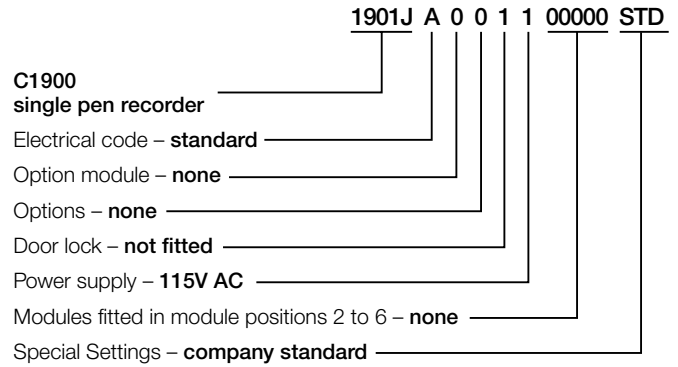 1901J A 0 0 1 1 00000 STD
C1900
single pen recorder
Electrical code – standard
Option module – none
Options – none
Door lock – not fitted
Power supply – 115V AC
Modules fitted in module positions 2 to 6 – none
Special Settings – company standard